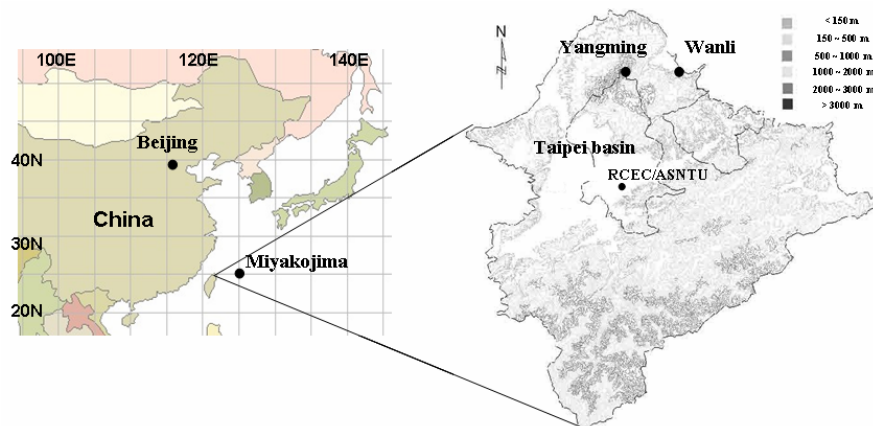 100E 120E 140E
40N
30N
20N
Beijing
China
Miyakojima
N
Yangming
Wanli
Taipei basin
RCEC/ASNTU
< 150 m
150 ~ 500 m
500 ~ 1000 m
1000 ~ 2000 m
2000 ~ 3000 m
> 3000 m